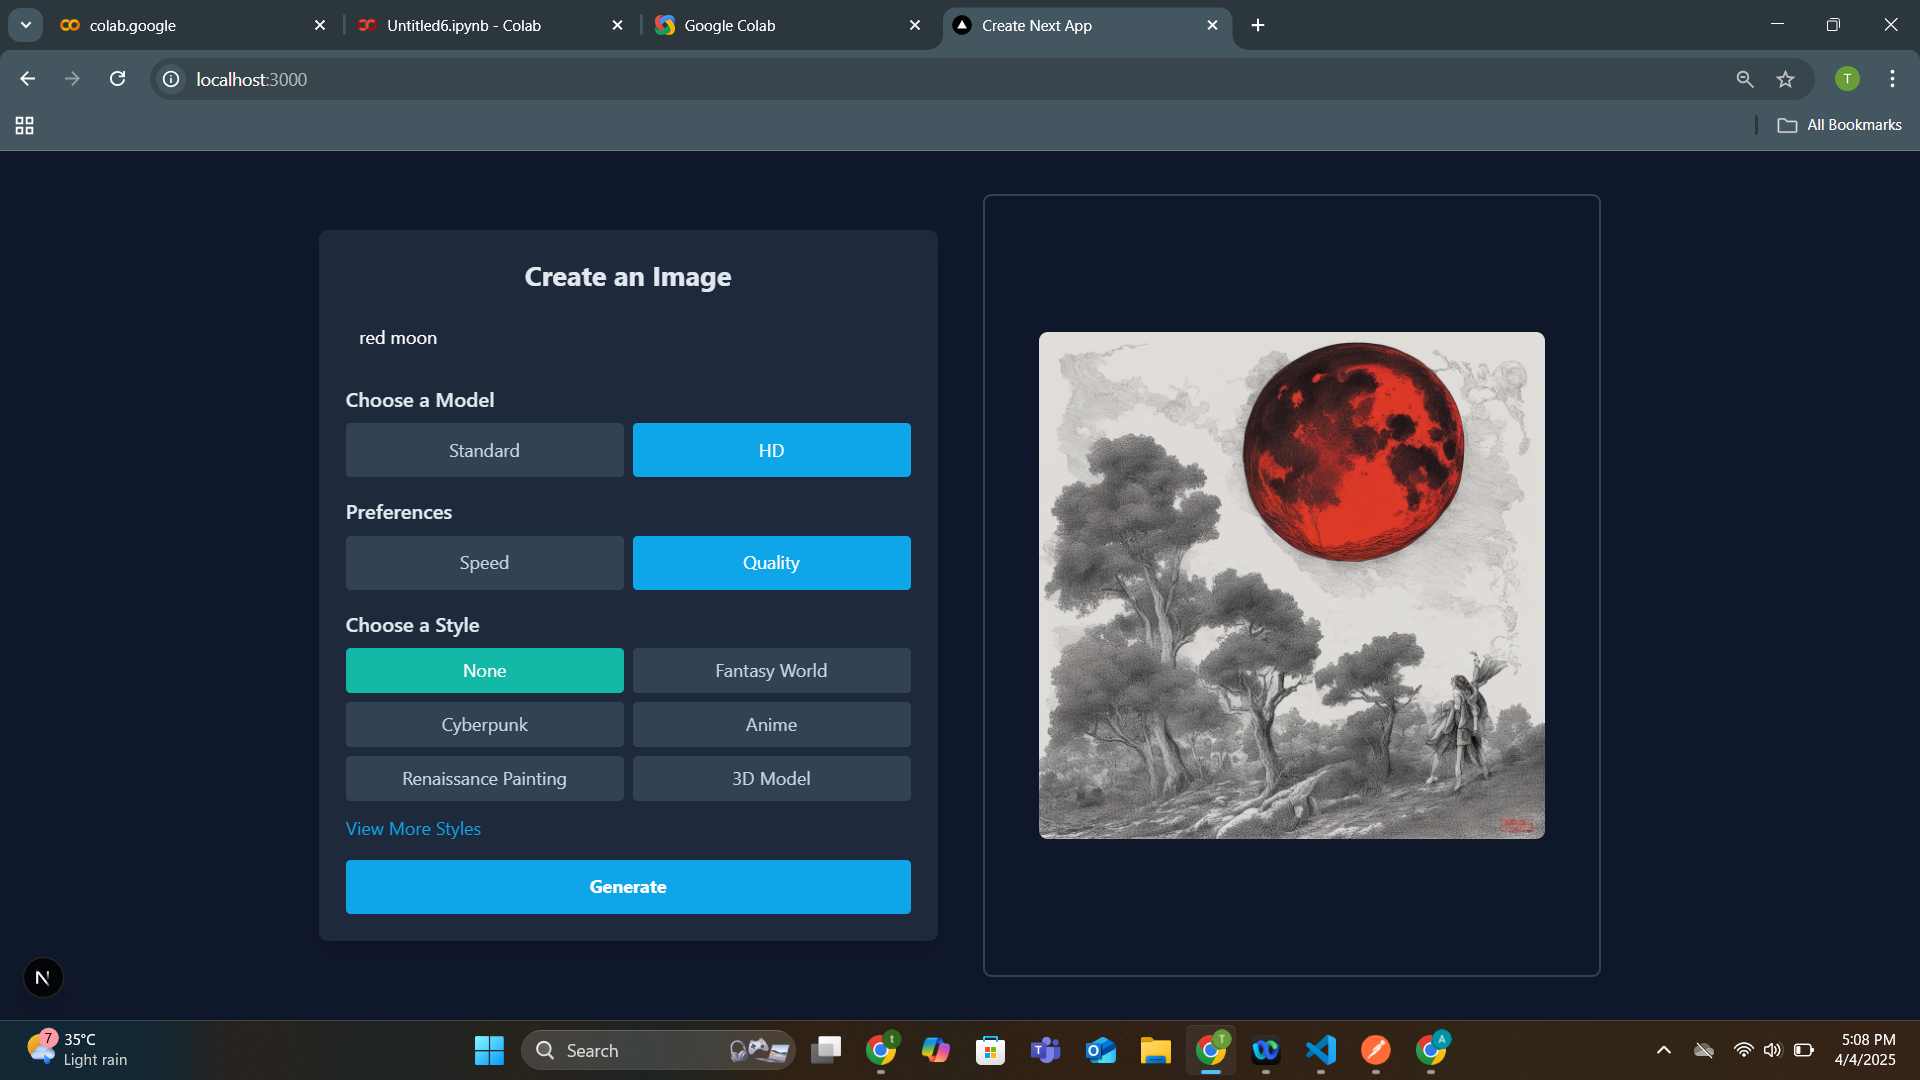 colab.google
Untitled6.ipynb - Colab
Google Colab
Create Next App
localhost:3000
T
All Bookmarks
Create an Image
red moon
Choose a Model
Standard
HD
Preferences
Speed
Quality
Choose a Style
None
Fantasy World
Cyberpunk
Anime
Renaissance Painting
3D Model
View More Styles
Generate
N
7
35°C
Light rain
Search
t
T
A
5:08 PM
4/4/2025